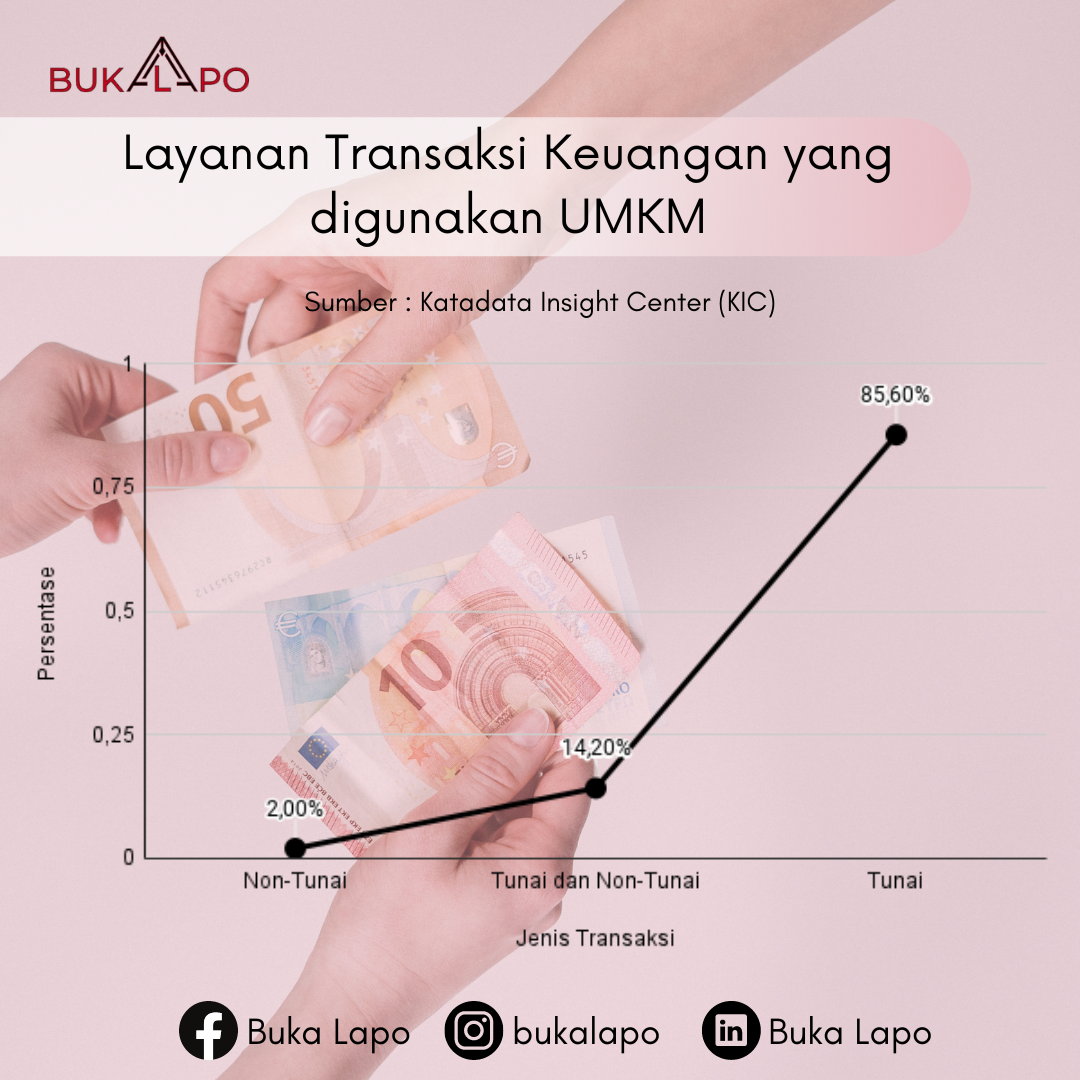 BUKALAPO
Layanan Transaksi Keuangan yang
digunakan UMKM
Sumber : Katadata Insight Center (KIC)
1
0,75
0,5
0,25
0
Persentase
2,00%
14,20%
85,60%
Non-Tunai
Tunai dan Non-Tunai
Tunai
Jenis Transaksi
50
10
Buka Lapo
bukalapo
Buka Lapo